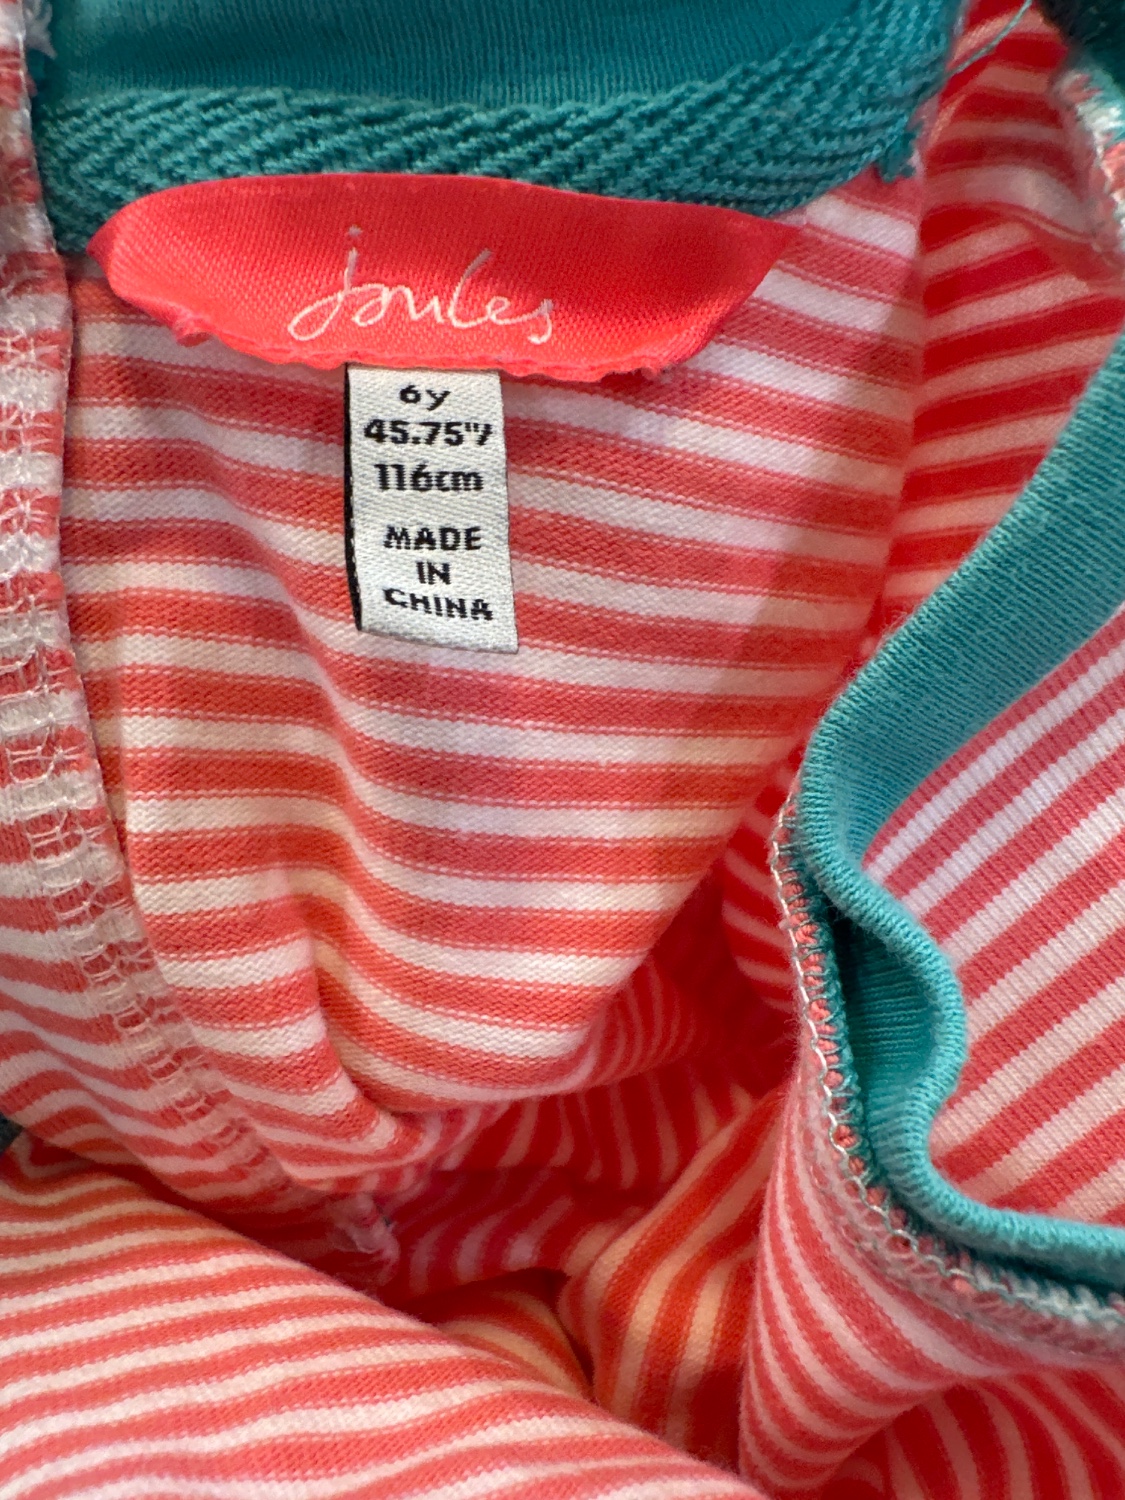 joules
6y
45.75"/
116cm
MADE
IN
CHINA